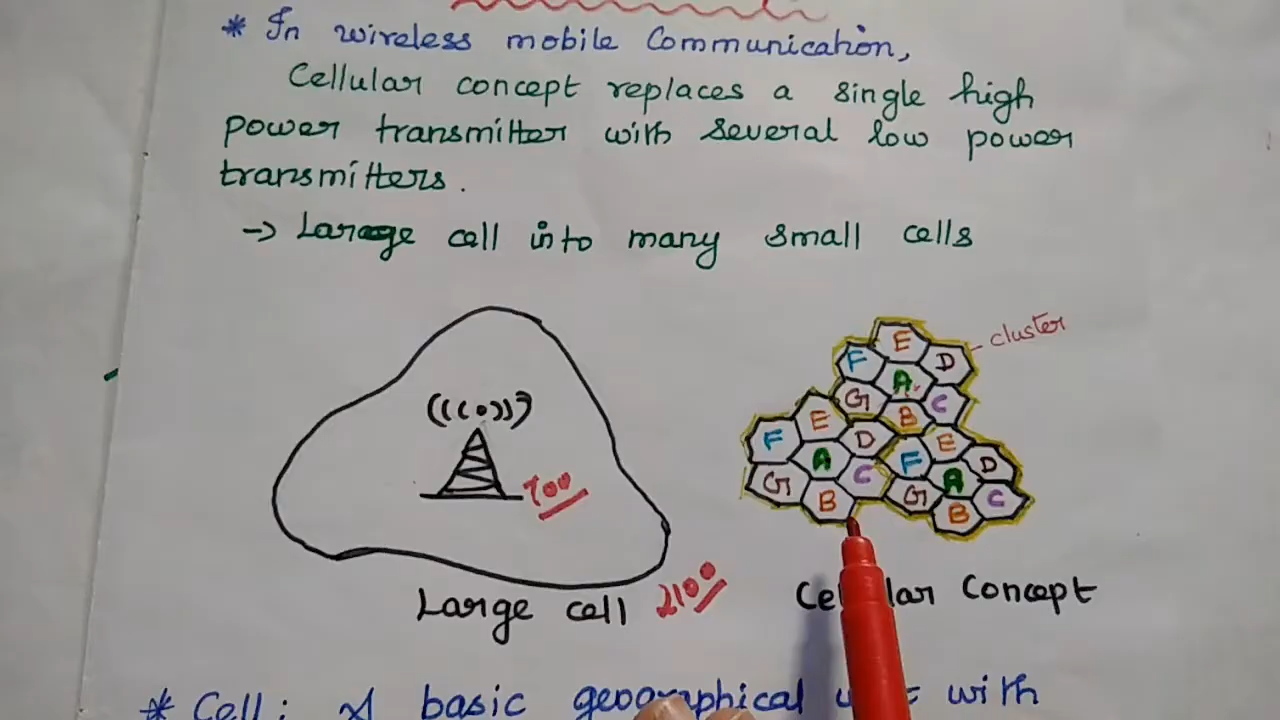 * In wireless mobile Communication,
Cellular concept replaces a single high
power transmitter with several low power
transmitters.
→ Large cell into many small cells
cluster
E
F D
A
G C
B
E
F D
A
G C
B
E
F D
A
G C
B
(((•)))
700
Large cell 2100
Concept
* Cell: A basic geographical with